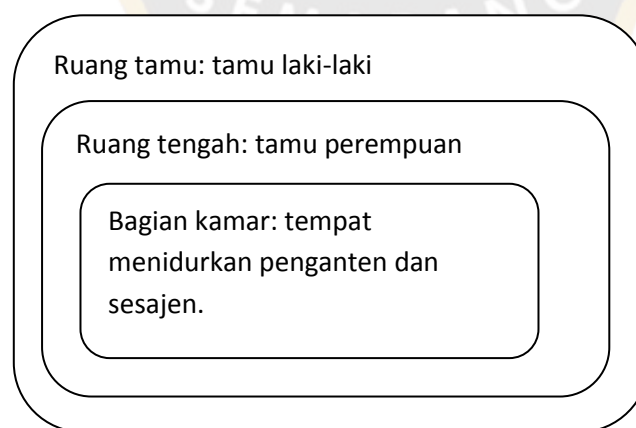 Ruang tamu: tamu laki-laki
Ruang tengah: tamu perempuan
Bagian kamar: tempat
menidurkan penganten dan
sesajen.